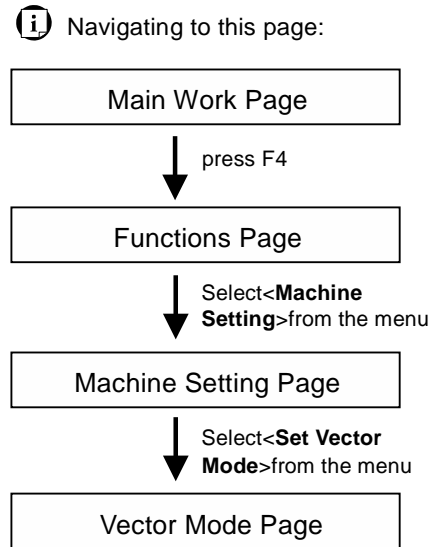 Navigating to this page:
Main Work Page
press F4
Functions Page
Select<Machine
Setting>from the menu
Machine Setting Page
Select<Set Vector
Mode>from the menu
Vector Mode Page